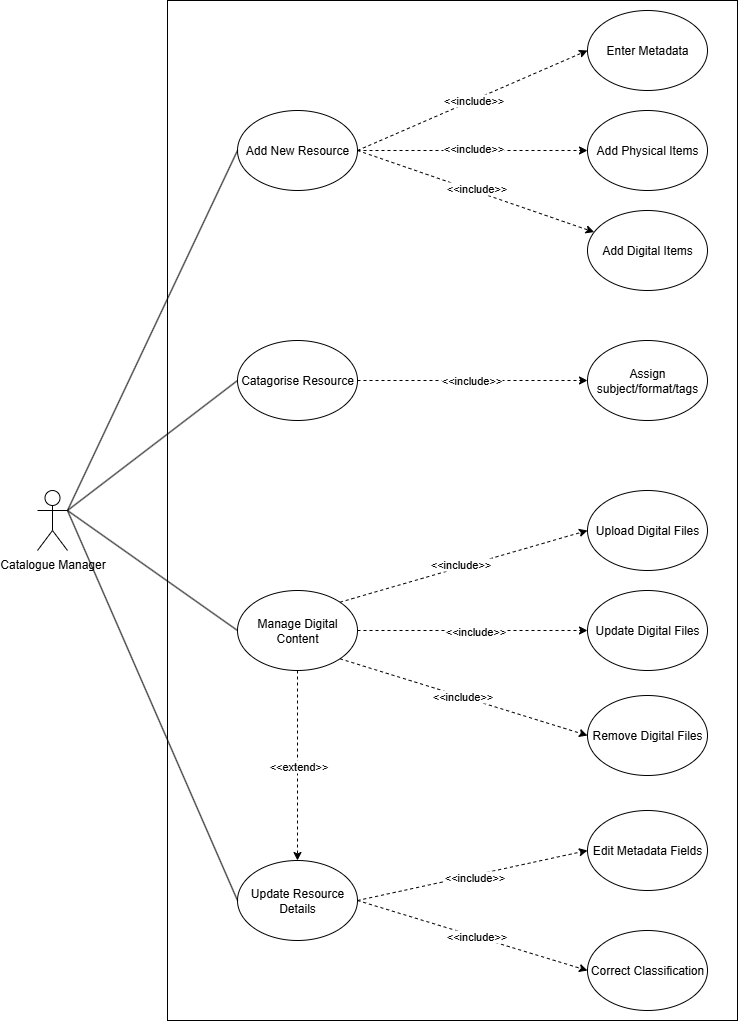 Enter Metadata
<<include>>
Add New Resource
<<include>>
Add Physical Items
<<include>>
Add Digital Items
Catagorise Resource
<<include>>
Assign
subject/format/tags
Catalogue Manager
Upload Digital Files
<<include>>
Manage Digital
Content
<<include>>
Update Digital Files
<<include>>
Remove Digital Files
<<extend>>
Edit Metadata Fields
<<include>>
Update Resource
Details
<<include>>
Correct Classification